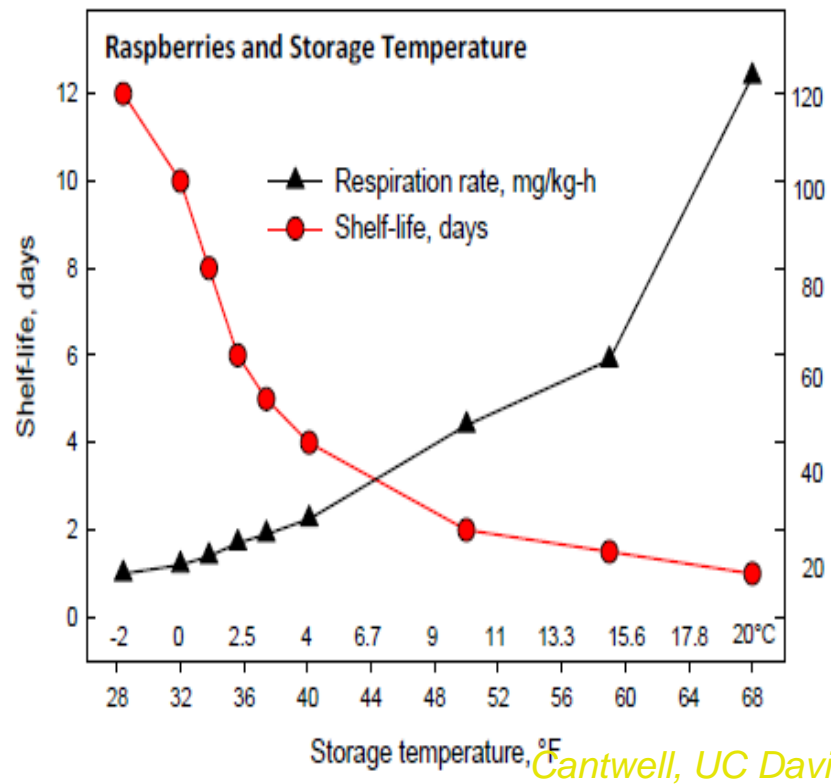 Raspberries and Storage Temperature
Respiration rate, mg/kg-h
Shelf-life, days
Shelf-life, days
12
10
8
6
4
2
0
120
100
80
60
40
20
-2 0 2.5 4 6.7 9 11 13.3 15.6 17.8 20°C
28 32 36 40 44 48 52 56 60 64 68
Storage temperature, °F
Cantwell, UC Davi